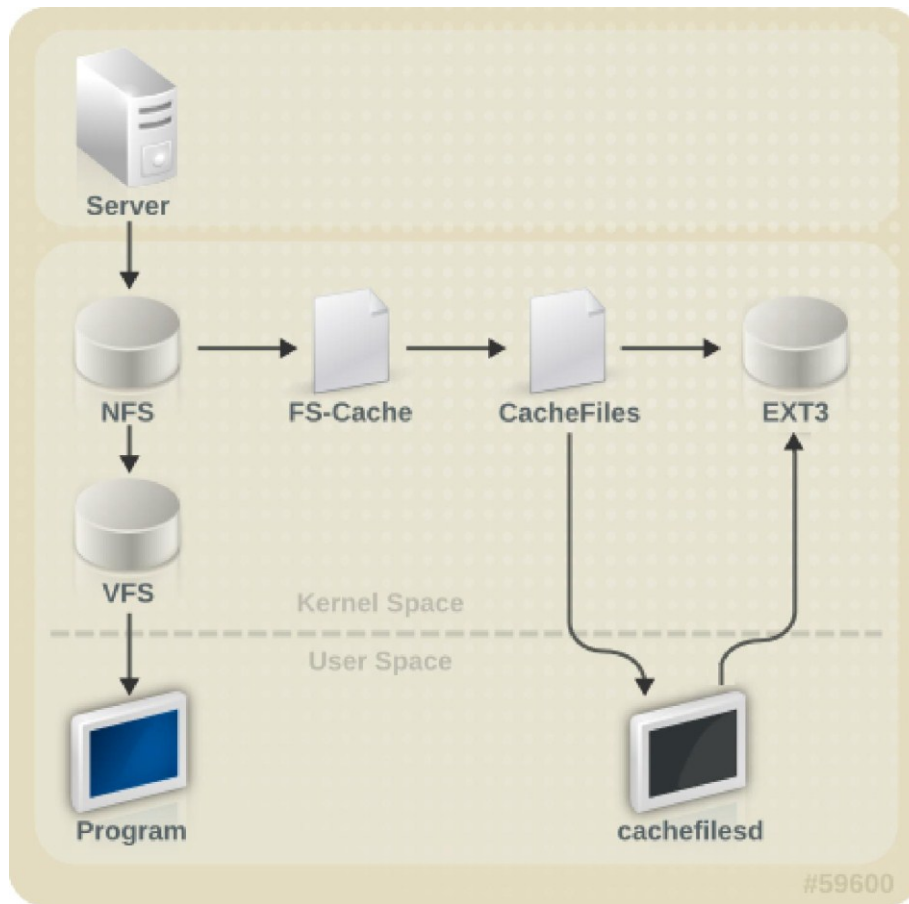 Server
NFS
FS-Cache
CacheFiles
EXT3
VFS
Kernel Space
User Space
Program
cachefilesd
#59600